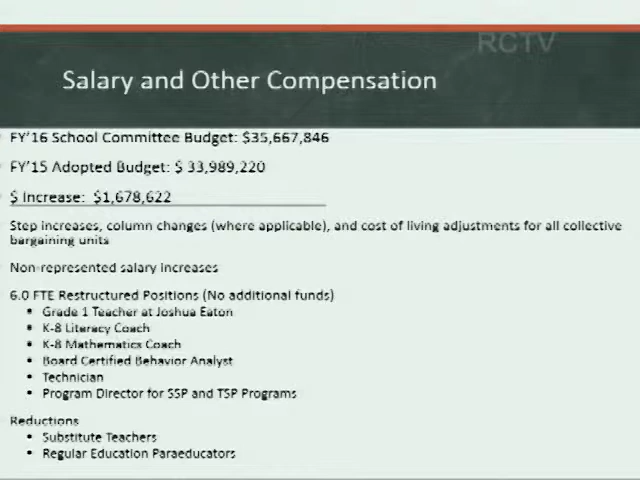 RCTV
Salary and Other Compensation
FY'16 School Committee Budget: $35,667,846
FY'15 Adopted Budget: $ 33,989,220
$ Increase: $1,678,622
Step increases, column changes (where applicable), and cost of living adjustments for all collective
bargaining units
Non-represented salary increases
6.0 FTE Restructured Positions (No additional funds)
• Grade 1 Teacher at Joshua Eaton
• K-8 Literacy Coach
• K-8 Mathematics Coach
• Board Certified Behavior Analyst
• Technician
• Program Director for SSP and TSP Programs
Reductions
• Substitute Teachers
• Regular Education Paraeducators